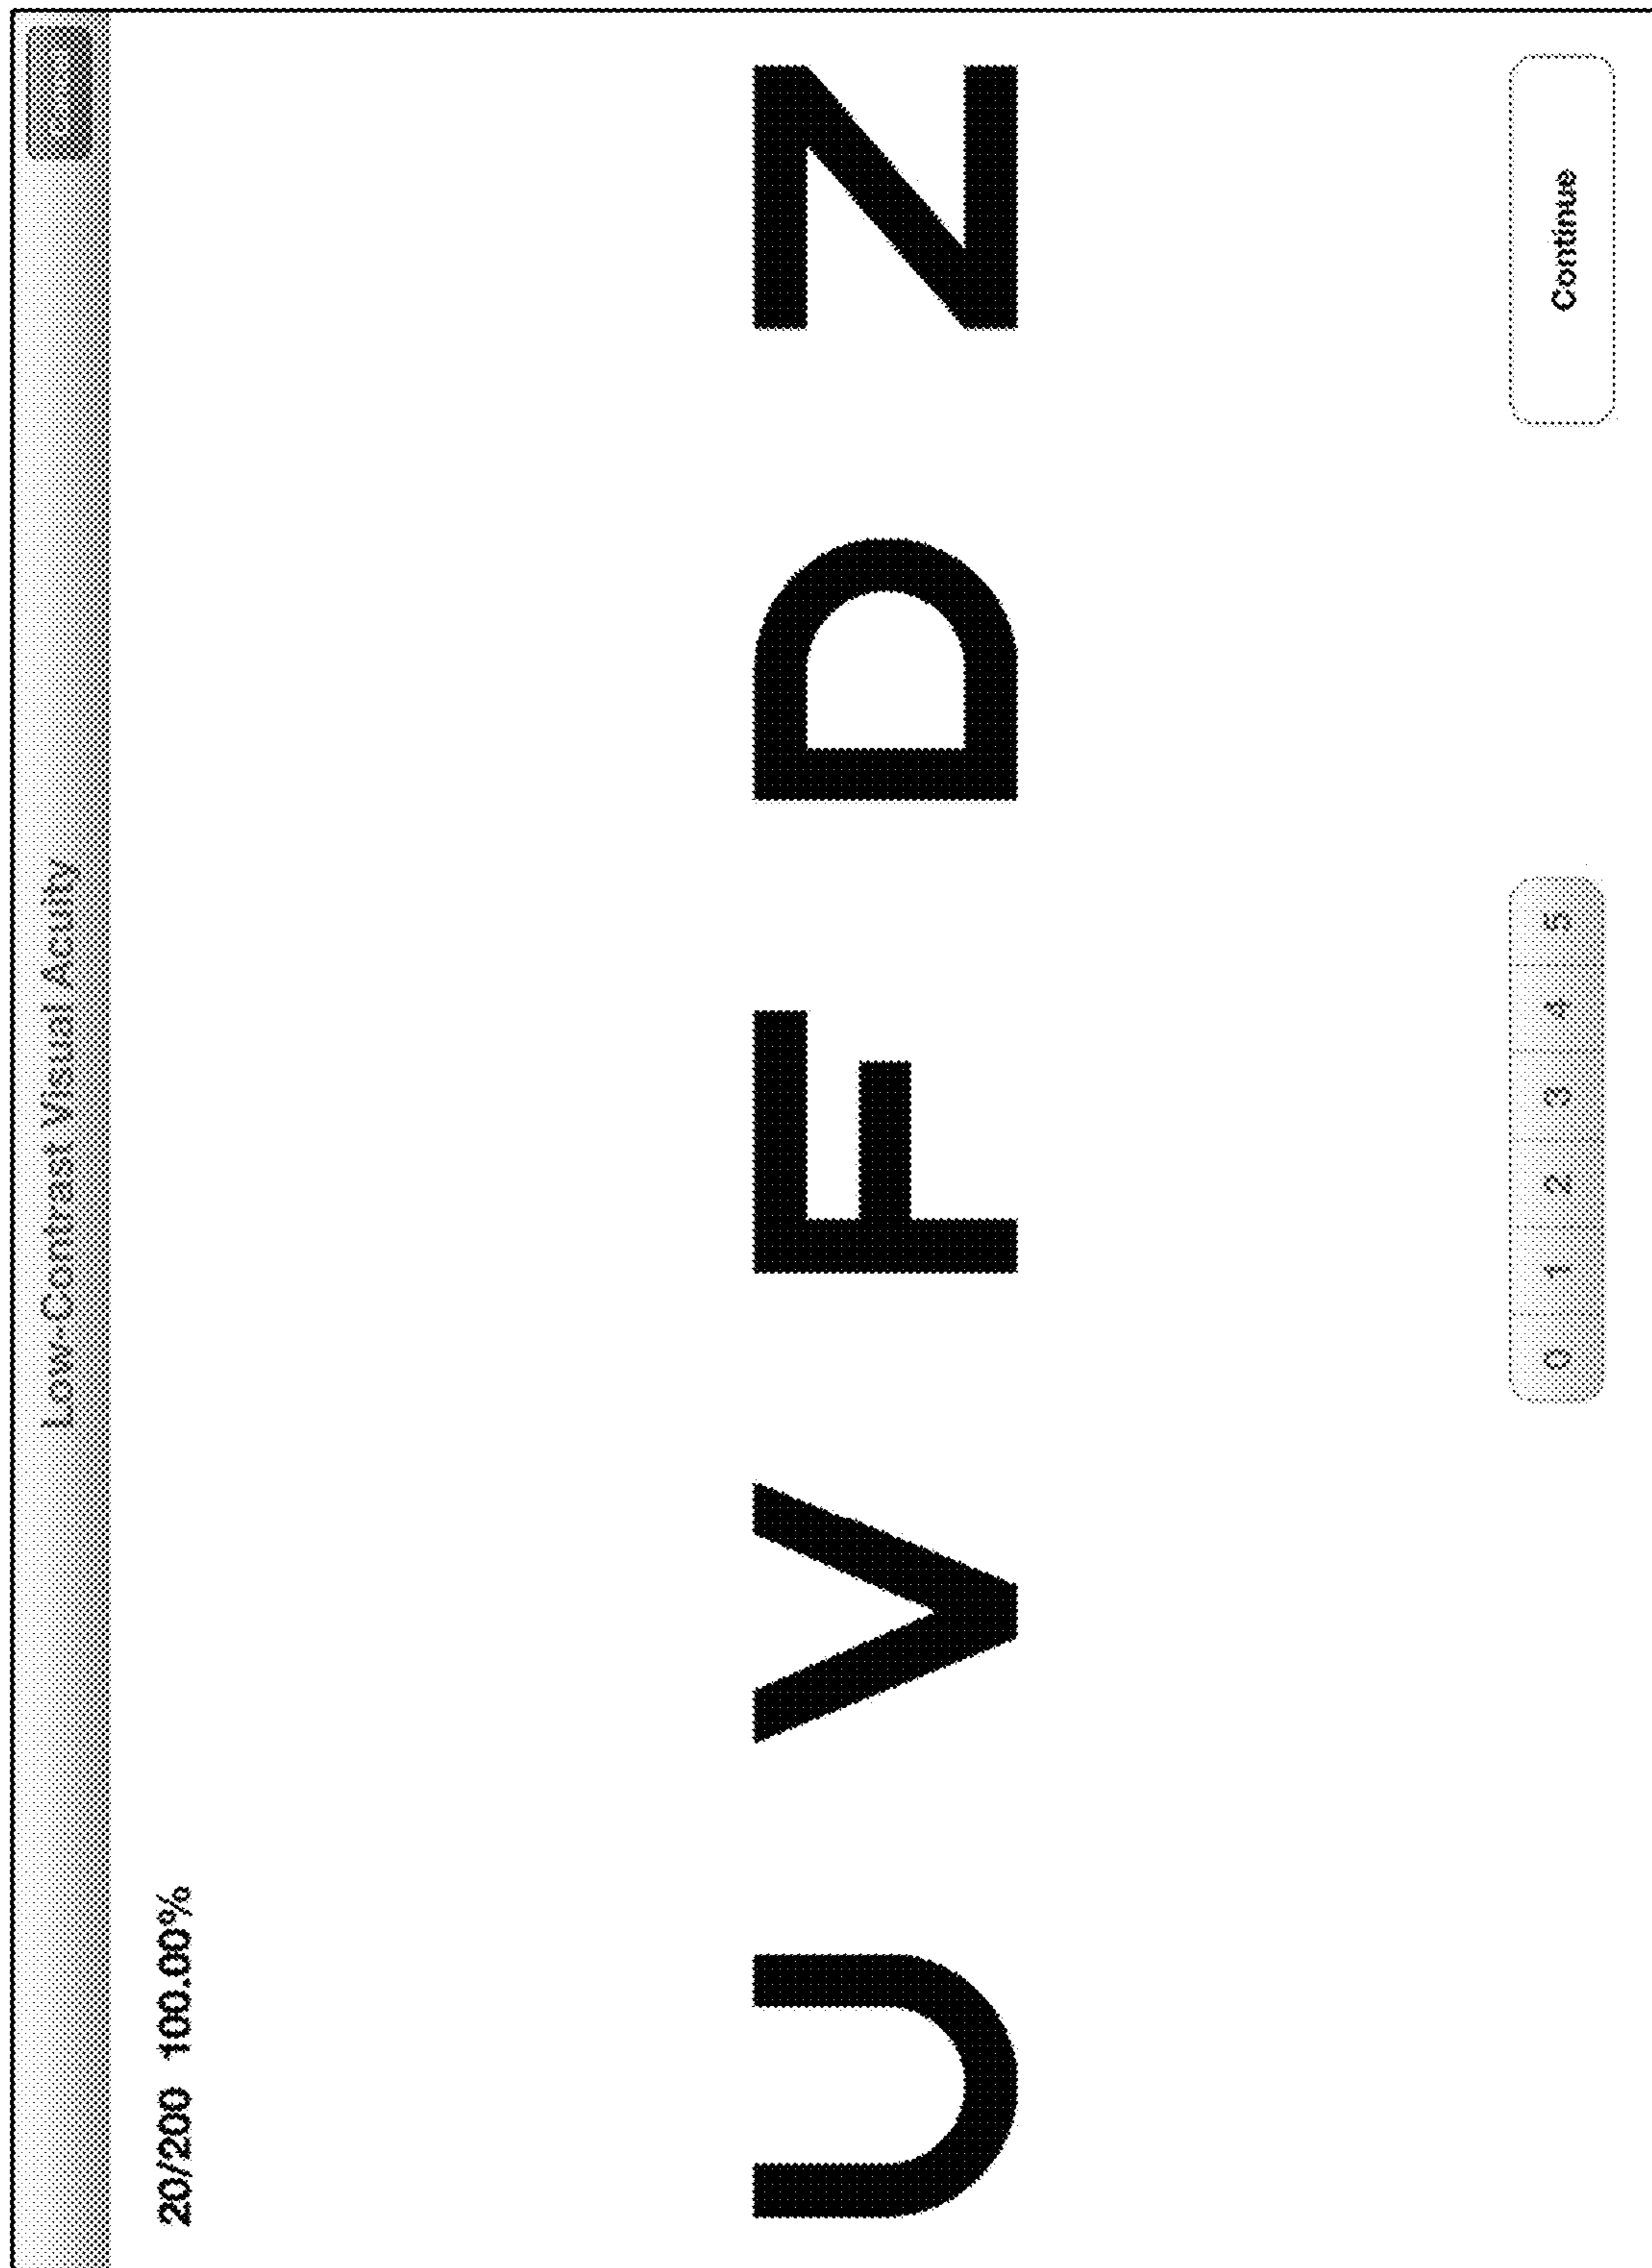 Low-Contrast Visual Acuity
20/200 100.00%
U V F D Z
0 1 2 3 4 5
Continue